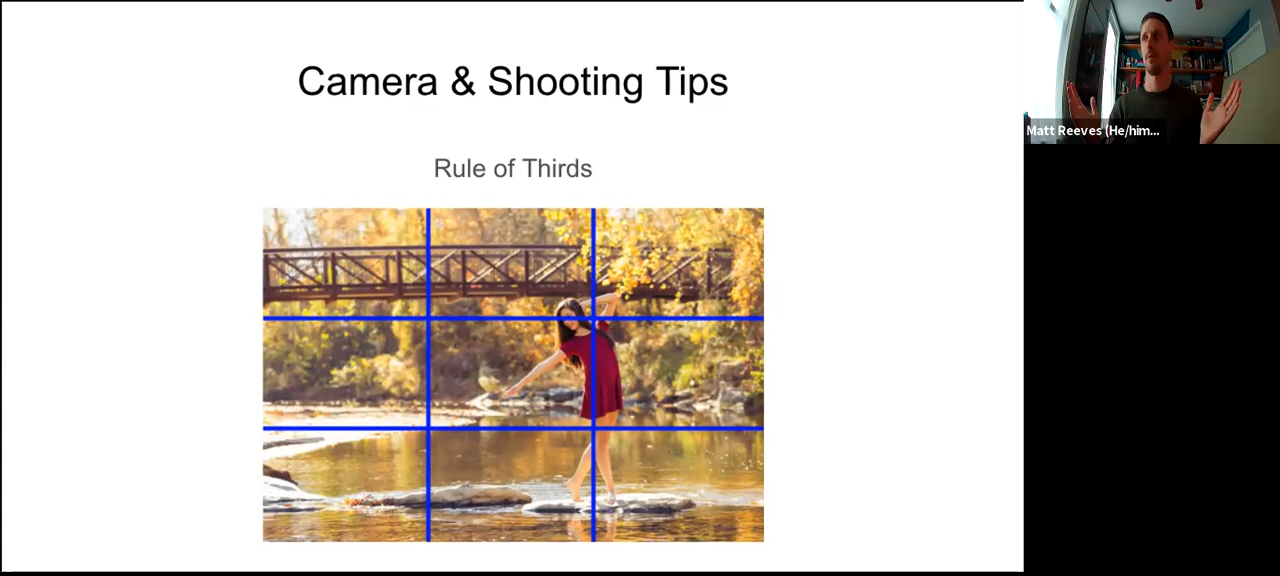 Camera & Shooting Tips
Rule of Thirds
Matt Reeves (He/him...